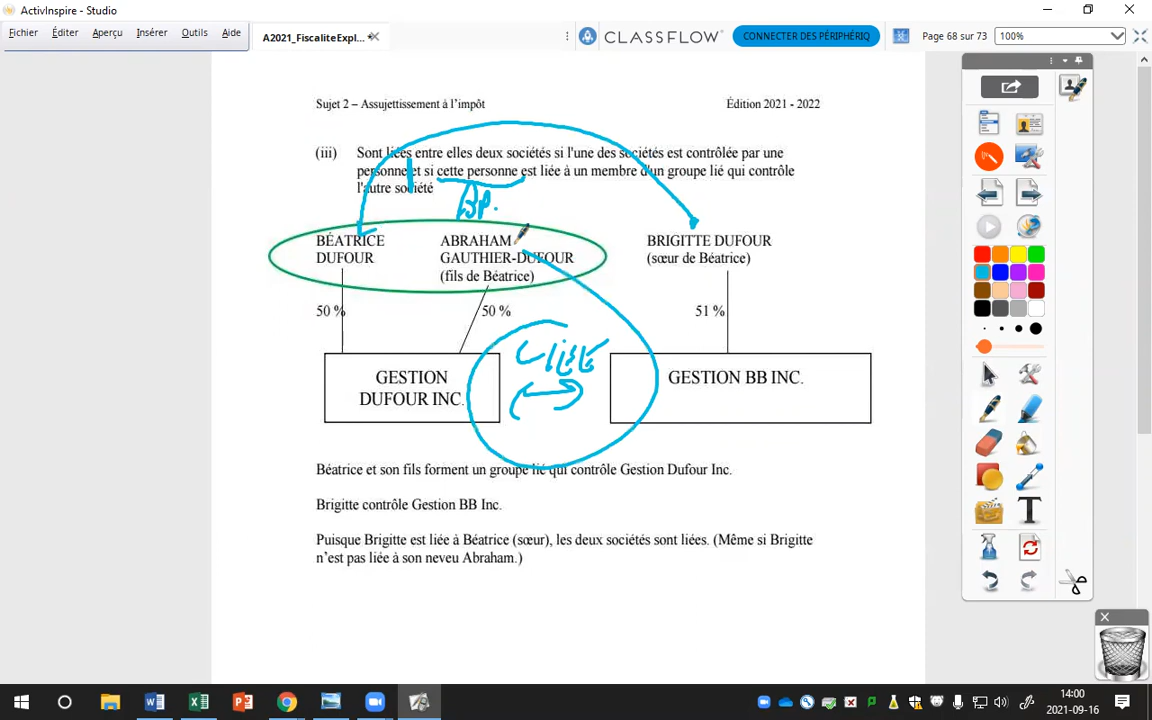 ActivInspire - Studio
Fichier Éditer Aperçu Insérer Outils Aide
A2021_FiscaliteExpl...
CLASSFLOW
CONNECTER DES PÉRIPHÉRIQ
Page 68 sur 73
100%
Sujet 2 – Assujettissement à l'impôt
Édition 2021 - 2022
(iii) Sont liées entre elles deux sociétés si l'une des sociétés est contrôlée par une
personne et si cette personne est liée à un membre d'un groupe lié qui contrôle
l'autre société
BP.
BÉATRICE
DUFOUR
ABRAHAM
GAUTHIER-DUFOUR
(fils de Béatrice)
BRIGITTE DUFOUR
(sœur de Béatrice)
50 %
50 %
51 %
Liée
GESTION
DUFOUR INC.
GESTION BB INC.
Béatrice et son fils forment un groupe lié qui contrôle Gestion Dufour Inc.
Brigitte contrôle Gestion BB Inc.
Puisque Brigitte est liée à Béatrice (sœur), les deux sociétés sont liées. (Même si Brigitte
n'est pas liée à son neveu Abraham.)
14:00
2021-09-16